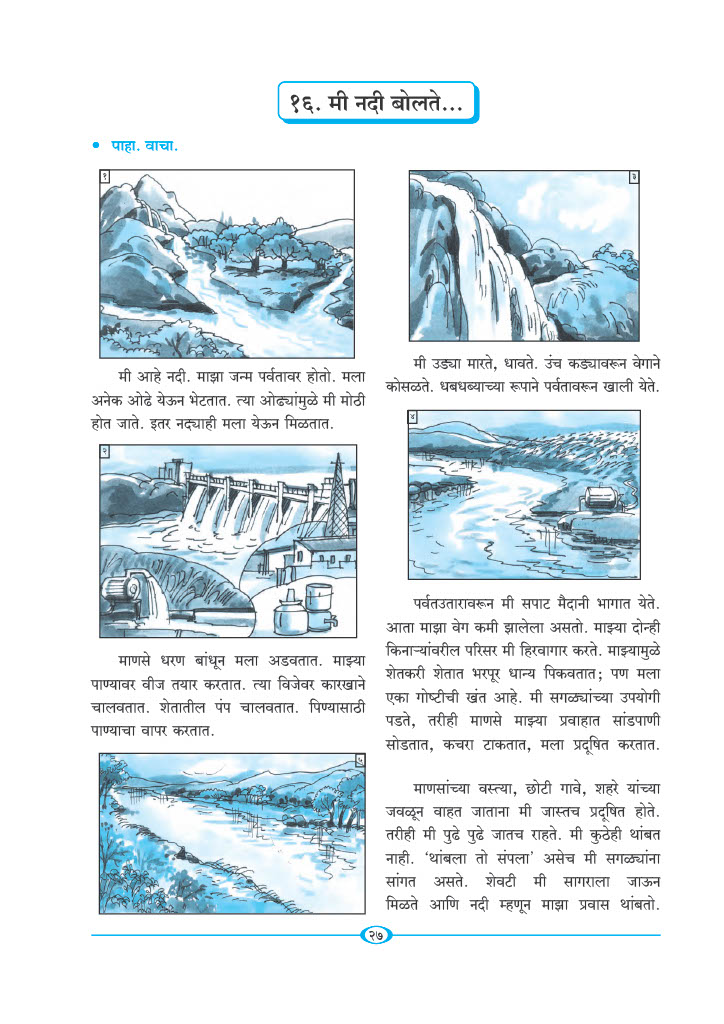 १६. मी नदी बोलते...
• पाहा. वाचा.
१
मी आहे नदी. माझा जन्म पर्वतावर होतो. मला
अनेक ओढे येऊन भेटतात. त्या ओढ्यांमुळे मी मोठी
होत जाते. इतर नद्याही मला येऊन मिळतात.
२
माणसे धरण बांधून मला अडवतात. माझ्या
पाण्यावर वीज तयार करतात. त्या विजेवर कारखाने
चालवतात. शेतातील पंप चालवतात. पिण्यासाठी
पाण्याचा वापर करतात.
५
३
मी उड्या मारते, धावते. उंच कड्यावरून वेगाने
कोसळते. धबधब्याच्या रूपाने पर्वतावरून खाली येते.
४
पर्वतउतारावरून मी सपाट मैदानी भागात येते.
आता माझा वेग कमी झालेला असतो. माझ्या दोन्ही
किनाऱ्यांवरील परिसर मी हिरवागार करते. माझ्यामुळे
शेतकरी शेतात भरपूर धान्य पिकवतात; पण मला
एका गोष्टीची खंत आहे. मी सगळ्यांच्या उपयोगी
पडते, तरीही माणसे माझ्या प्रवाहात सांडपाणी
सोडतात, कचरा टाकतात, मला प्रदूषित करतात.
माणसांच्या वस्त्या, छोटी गावे, शहरे यांच्या
जवळून वाहत जाताना मी जास्तच प्रदूषित होते.
तरीही मी पुढे पुढे जातच राहते. मी कुठेही थांबत
नाही. ‘थांबला तो संपला’ असेच मी सगळ्यांना
सांगत असते. शेवटी मी सागराला जाऊन
मिळते आणि नदी म्हणून माझा प्रवास थांबतो.
२७